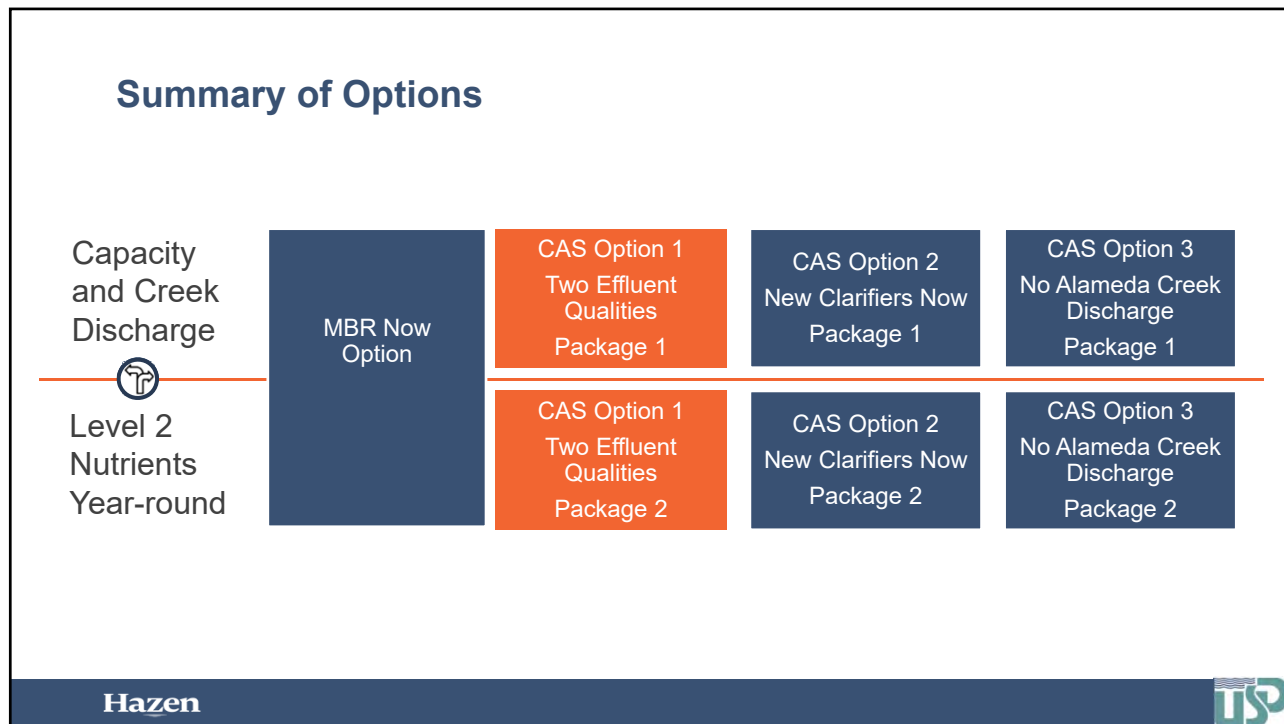 Summary of Options
Capacity
and Creek
Discharge
Level 2
Nutrients
Year-round
MBR Now
Option
CAS Option 1
Two Effluent
Qualities
Package 1
CAS Option 2
New Clarifiers Now
Package 1
CAS Option 3
No Alameda Creek
Discharge
Package 1
CAS Option 1
Two Effluent
Qualities
Package 2
CAS Option 2
New Clarifiers Now
Package 2
CAS Option 3
No Alameda Creek
Discharge
Package 2
Hazen
TSP